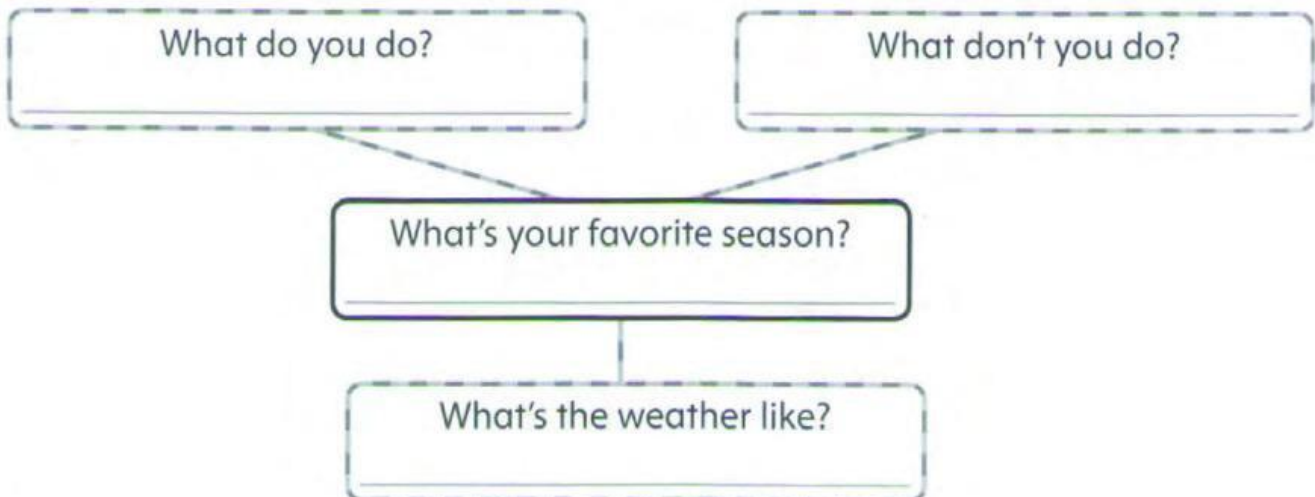 What do you do?
What don't you do?
What's your favorite season?
What's the weather like?